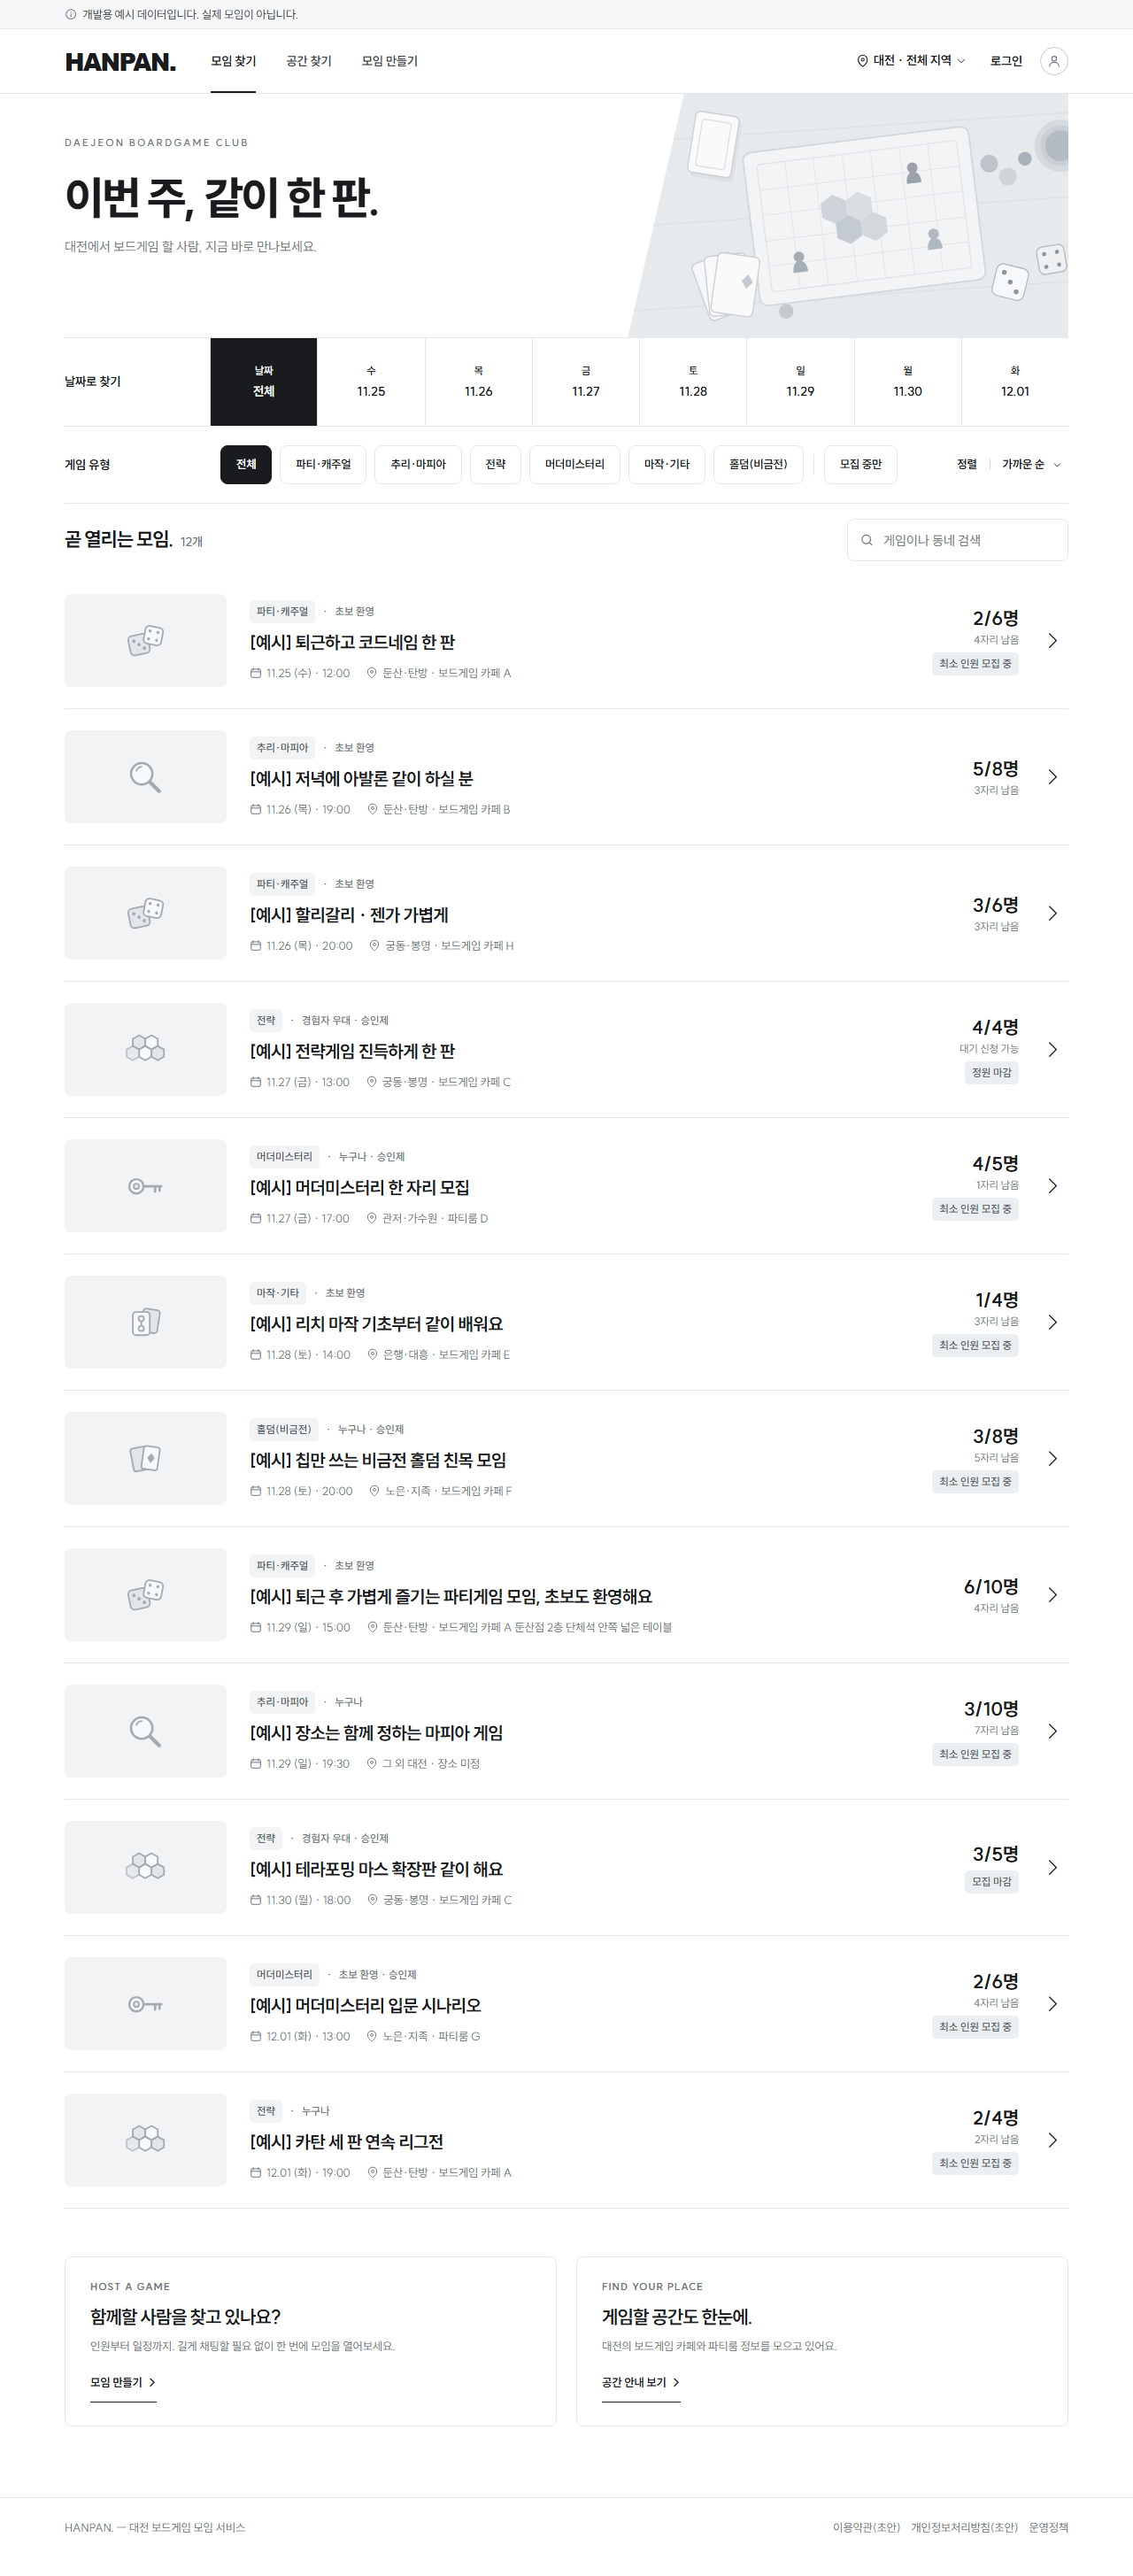 개발용 예시 데이터입니다. 실제 모임이 아닙니다.
HANPAN. 모임 찾기 공간 찾기 모임 만들기 대전 · 전체 지역 로그인
DAEJEON BOARDGAME CLUB
이번 주, 같이 한 판.
대전에서 보드게임 할 사람, 지금 바로 만나보세요.
날짜로 찾기
날짜 수 목 금 토 일 월 화
전체 11.25 11.26 11.27 11.28 11.29 11.30 12.01
게임 유형 전체 파티·캐주얼 추리·마피아 전략 머더미스터리 마작·기타 홀덤(비금전) 모집 중만 정렬 가까운 순
곧 열리는 모임. 12개 게임이나 동네 검색
파티·캐주얼 · 초보 환영
[예시] 퇴근하고 코드네임 한 판
11.25 (수) · 12:00 둔산·탄방 · 보드게임 카페 A
2/6명
4자리 남음
최소 인원 모집 중
추리·마피아 · 초보 환영
[예시] 저녁에 아발론 같이 하실 분
11.26 (목) · 19:00 둔산·탄방 · 보드게임 카페 B
5/8명
3자리 남음
파티·캐주얼 · 초보 환영
[예시] 할리갈리 · 젠가 가볍게
11.26 (목) · 20:00 궁동·봉명 · 보드게임 카페 H
3/6명
3자리 남음
전략 · 경험자 우대 · 승인제
[예시] 전략게임 진득하게 한 판
11.27 (금) · 13:00 궁동·봉명 · 보드게임 카페 C
4/4명
대기 신청 가능
정원 마감
머더미스터리 · 누구나 · 승인제
[예시] 머더미스터리 한 자리 모집
11.27 (금) · 17:00 관저·가수원 · 파티룸 D
4/5명
1자리 남음
최소 인원 모집 중
마작·기타 · 초보 환영
[예시] 리치 마작 기초부터 같이 배워요
11.28 (토) · 14:00 은행·대흥 · 보드게임 카페 E
1/4명
3자리 남음
최소 인원 모집 중
홀덤(비금전) · 누구나 · 승인제
[예시] 칩만 쓰는 비금전 홀덤 친목 모임
11.28 (토) · 20:00 노은·지족 · 보드게임 카페 F
3/8명
5자리 남음
최소 인원 모집 중
파티·캐주얼 · 초보 환영
[예시] 퇴근 후 가볍게 즐기는 파티게임 모임, 초보도 환영해요
11.29 (일) · 15:00 둔산·탄방 · 보드게임 카페 A 둔산점 2층 단체석 안쪽 넓은 테이블
6/10명
4자리 남음
추리·마피아 · 누구나
[예시] 장소는 함께 정하는 마피아 게임
11.29 (일) · 19:30 그 외 대전 · 장소 미정
3/10명
7자리 남음
최소 인원 모집 중
전략 · 경험자 우대 · 승인제
[예시] 테라포밍 마스 확장판 같이 해요
11.30 (월) · 18:00 궁동·봉명 · 보드게임 카페 C
3/5명
모집 마감
머더미스터리 · 초보 환영 · 승인제
[예시] 머더미스터리 입문 시나리오
12.01 (화) · 13:00 노은·지족 · 파티룸 G
2/6명
4자리 남음
최소 인원 모집 중
전략 · 누구나
[예시] 카탄 세 판 연속 리그전
12.01 (화) · 19:00 둔산·탄방 · 보드게임 카페 A
2/4명
2자리 남음
최소 인원 모집 중
HOST A GAME
함께할 사람을 찾고 있나요?
인원부터 일정까지. 길게 채팅할 필요 없이 한 번에 모임을 열어보세요.
모임 만들기
FIND YOUR PLACE
게임할 공간도 한눈에.
대전의 보드게임 카페와 파티룸 정보를 모으고 있어요.
공간 안내 보기
HANPAN. — 대전 보드게임 모임 서비스 이용약관(초안) 개인정보처리방침(초안) 운영정책